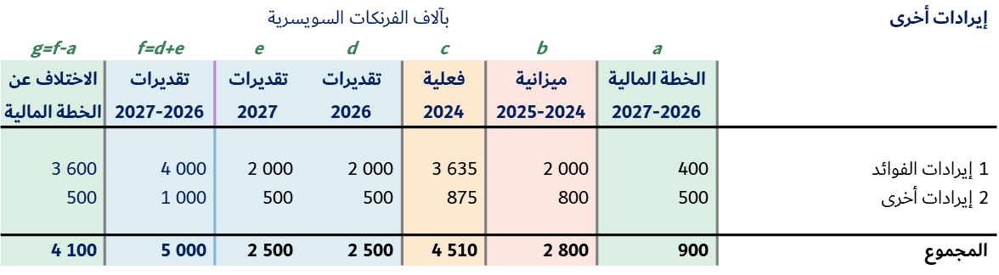 إيرادات أخرى بآلاف الفرنكات السويسرية
a b c d e f=d+e g=f-a
الخطة المالية ميزانية فعلية تقديرات تقديرات تقديرات الاختلاف عن
2027-2026 2025-2024 2024 2026 2027 2027-2026 الخطة المالية
1 إيرادات الفوائد 400 2 000 3 635 2 000 2 000 4 000 3 600
2 إيرادات أخرى 500 800 875 500 500 1 000 500
المجموع 900 2 800 4 510 2 500 2 500 5 000 4 100